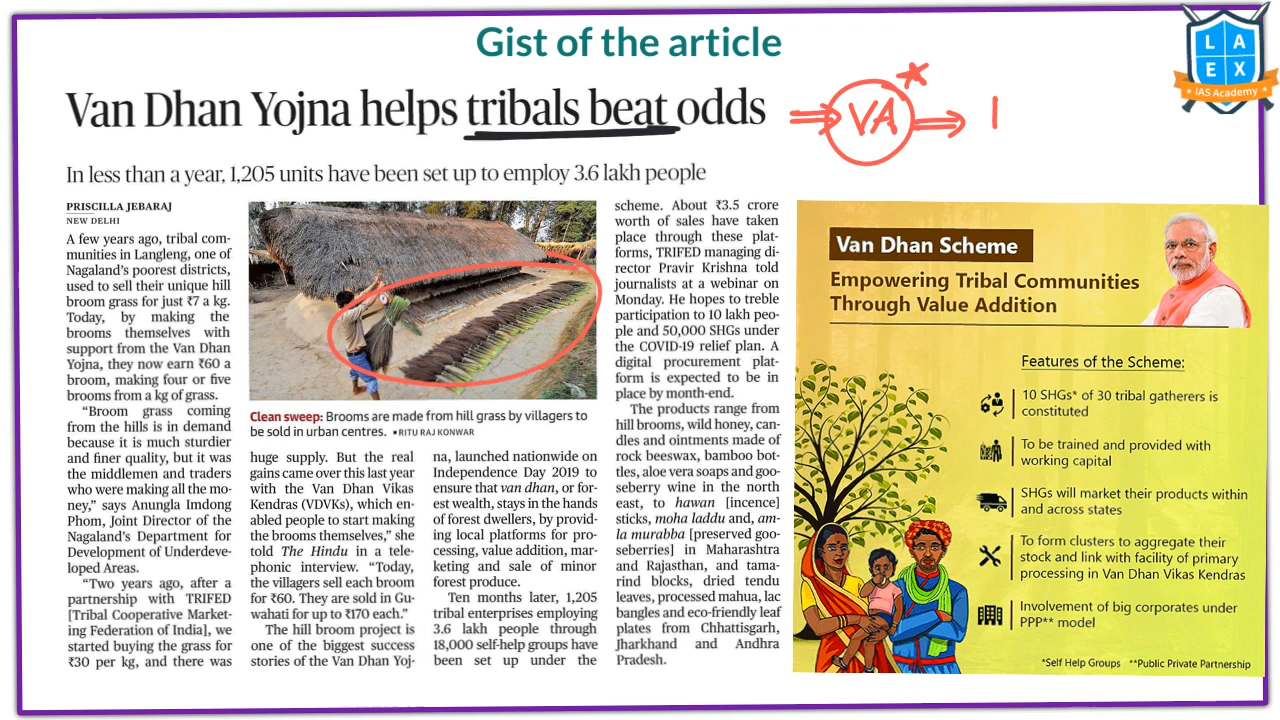 Gist of the article
L A
E X
IAS Academy
Van Dhan Yojna helps tribals beat odds
VA
In less than a year, 1,205 units have been set up to employ 3.6 lakh people
PRISCILLA JEBARAJ
NEW DELHI
A few years ago, tribal com-
munities in Langleng, one of
Nagaland's poorest districts,
used to sell their unique hill
broom grass for just ₹7 a kg.
Today, by making the
brooms themselves with
support from the Van Dhan
Yojna, they now earn ₹60 a
broom, making four or five
brooms from a kg of grass.
"Broom grass coming
from the hills is in demand
because it is much sturdier
and finer quality, but it was
the middlemen and traders
who were making all the mo-
ney," says Anungla Imdong
Phom, Joint Director of the
Nagaland's Department for
Development of Underdeve-
loped Areas.
"Two years ago, after a
partnership with TRIFED
[Tribal Cooperative Market-
ing Federation of India], we
started buying the grass for
₹30 per kg, and there was
Clean sweep: Brooms are made from hill grass by villagers to
be sold in urban centres. •RITU RAJ KONWAR
huge supply. But the real
gains came over this last year
with the Van Dhan Vikas
Kendras (VDVKs), which en-
abled people to start making
the brooms themselves," she
told The Hindu in a tele-
phonic interview. "Today,
the villagers sell each broom
for ₹60. They are sold in Gu-
wahati for up to ₹170 each."
The hill broom project is
one of the biggest success
stories of the Van Dhan Yoj-
na, launched nationwide on
Independence Day 2019 to
ensure that van dhan, or for-
est wealth, stays in the hands
of forest dwellers, by provid-
ing local platforms for pro-
cessing, value addition, mar-
keting and sale of minor
forest produce.
Ten months later, 1,205
tribal enterprises employing
3.6 lakh people through
18,000 self-help groups have
been set up under the
scheme. About ₹3.5 crore
worth of sales have taken
place through these plat-
forms, TRIFED managing di-
rector Pravir Krishna told
journalists at a webinar on
Monday. He hopes to treble
participation to 10 lakh peo-
ple and 50,000 SHGs under
the COVID-19 relief plan. A
digital procurement plat-
form is expected to be in
place by month-end.
The products range from
hill brooms, wild honey, can-
dles and ointments made of
rock beeswax, bamboo bot-
tles, aloe vera soaps and goo-
seberry wine in the north
east, to hawan [incence]
sticks, moha laddu and, am-
la murabba [preserved goo-
seberries] in Maharashtra
and Rajasthan, and tama-
rind blocks, dried tendu
leaves, processed mahua, lac
bangles and eco-friendly leaf
plates from Chhattisgarh,
Jharkhand and Andhra
Pradesh.
Van Dhan Scheme
Empowering Tribal Communities
Through Value Addition
Features of the Scheme:
10 SHGs* of 30 tribal gatherers is
constituted
To be trained and provided with
working capital
SHGs will market their products within
and across states
To form clusters to aggregate their
stock and link with facility of primary
processing in Van Dhan Vikas Kendras
Involvement of big corporates under
PPP** model
*Self Help Groups **Public Private Partnership